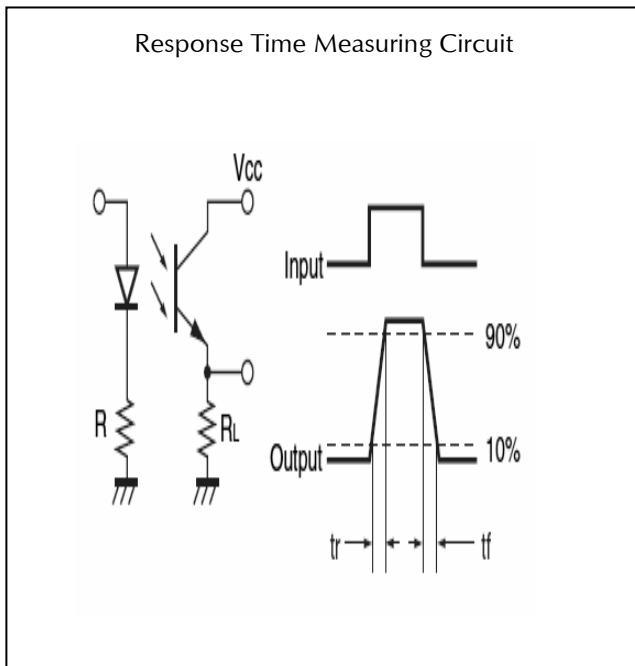 Response Time Measuring Circuit
Vcc
Input
90%
R
RL
Output
10%
tr
tf